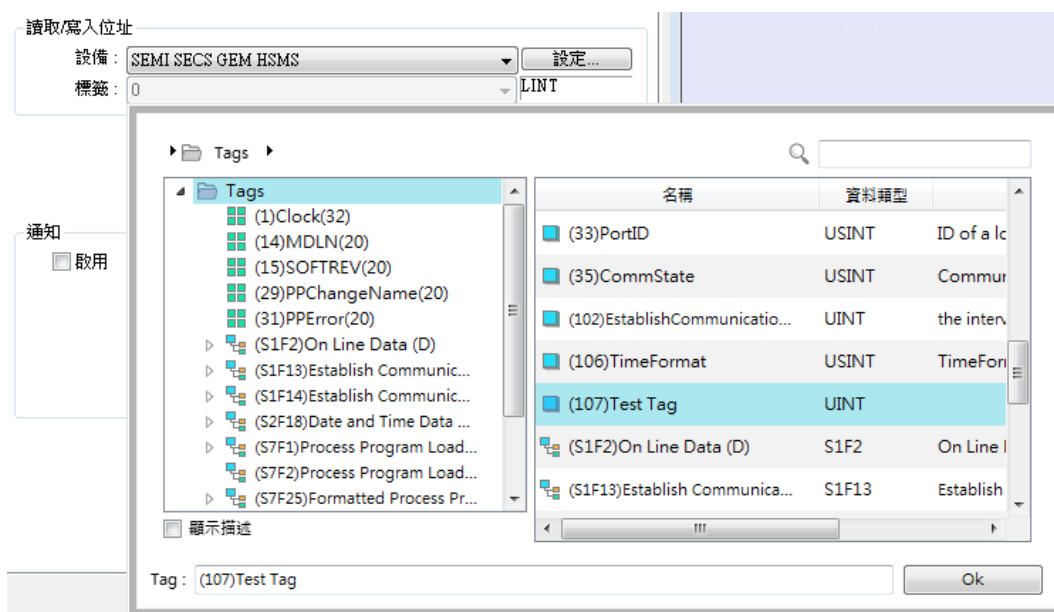 讀取/寫入位址
設備 : SEMI SECS GEM HSMS 設定...
標籤 : 0 LINT
Tags
Tags
(1)Clock(32)
(14)MDLN(20)
(15)SOFTREV(20)
(29)PPChangeName(20)
(31)PPError(20)
(S1F2)On Line Data (D)
(S1F13)Establish Communic...
(S1F14)Establish Communic...
(S2F18)Date and Time Data ...
(S7F1)Process Program Load...
(S7F2)Process Program Load...
(S7F25)Formatted Process Pr...
顯示描述
名稱 資料類型
(33)PortID USINT ID of a lo
(35)CommState USINT Commun
(102)EstablishCommunicatio... UINT the interv
(106)TimeFormat USINT TimeForm
(107)Test Tag UINT
(S1F2)On Line Data (D) S1F2 On Line
(S1F13)Establish Communica... S1F13 Establish
通知
啟用
Tag : (107)Test Tag Ok